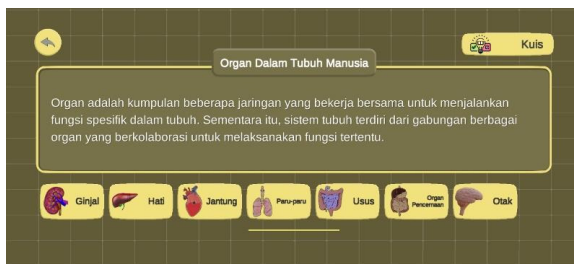 Kuis
Organ Dalam Tubuh Manusia
Organ adalah kumpulan beberapa jaringan yang bekerja bersama untuk menjalankan
fungsi spesifik dalam tubuh. Sementara itu, sistem tubuh terdiri dari gabungan berbagai
organ yang berkolaborasi untuk melaksanakan fungsi tertentu.
Ginjal
Hati
Jantung
Paru-paru
Usus
Organ
Pencernaan
Otak